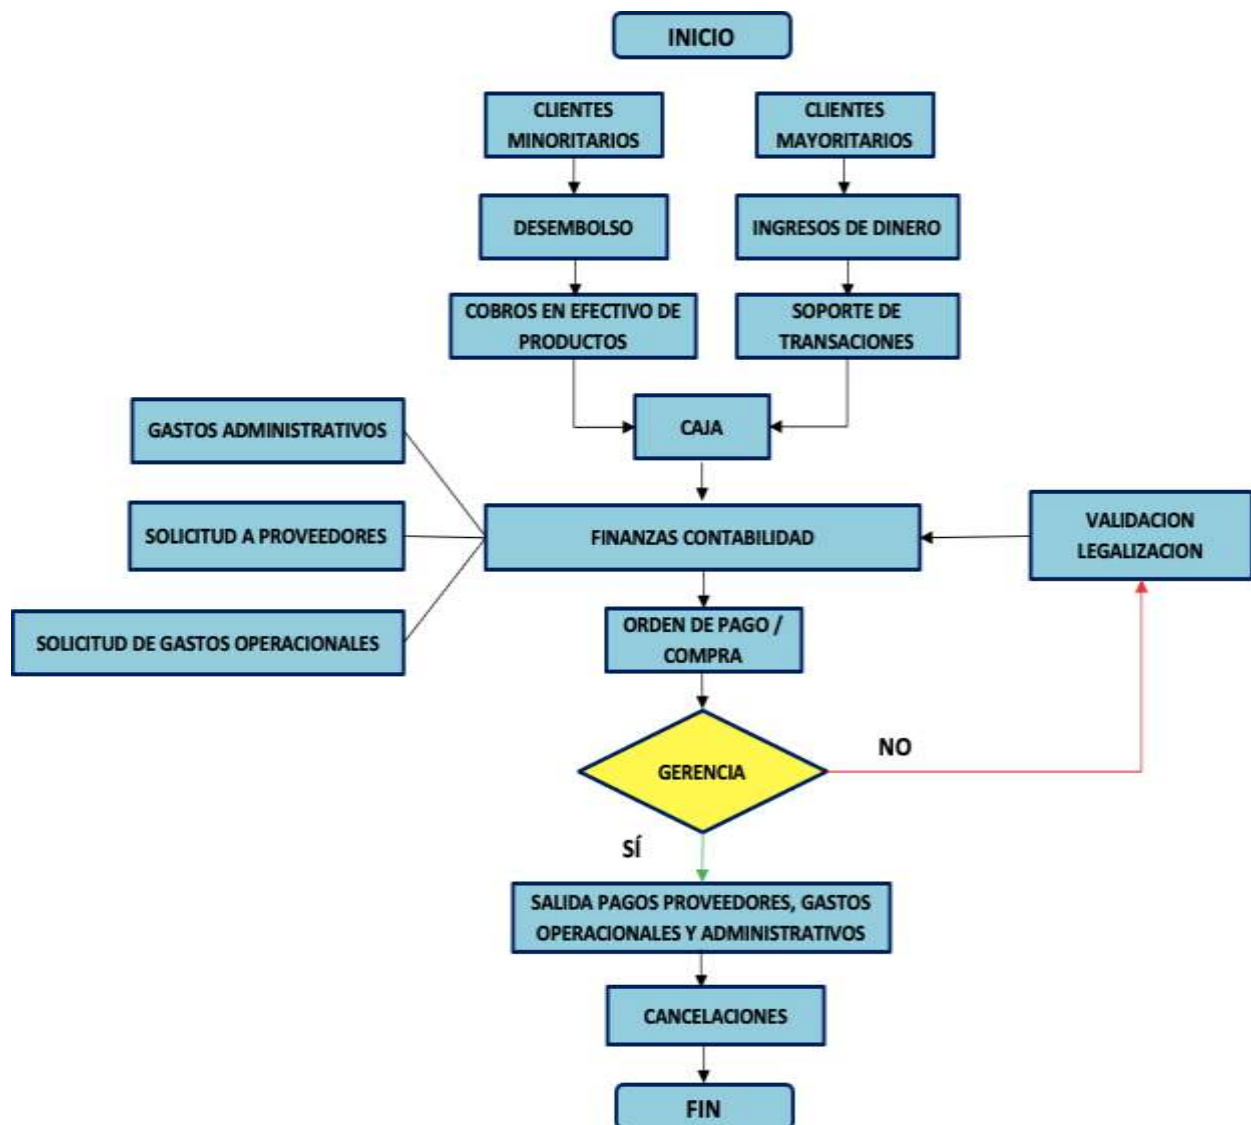 INICIO
CLIENTES
MINORITARIOS
CLIENTES
MAYORITARIOS
DESEMBOLSO
INGRESOS DE DINERO
COBROS EN EFECTIVO DE
PRODUCTOS
SOPORTE DE
TRANSACIONES
CAJA
GASTOS ADMINISTRATIVOS
SOLICITUD A PROVEEDORES
SOLICITUD DE GASTOS OPERACIONALES
FINANZAS CONTABILIDAD
VALIDACION
LEGALIZACION
ORDEN DE PAGO /
COMPRA
GERENCIA
NO
SÍ
SALIDA PAGOS PROVEEDORES, GASTOS
OPERACIONALES Y ADMINISTRATIVOS
CANCELACIONES
FIN